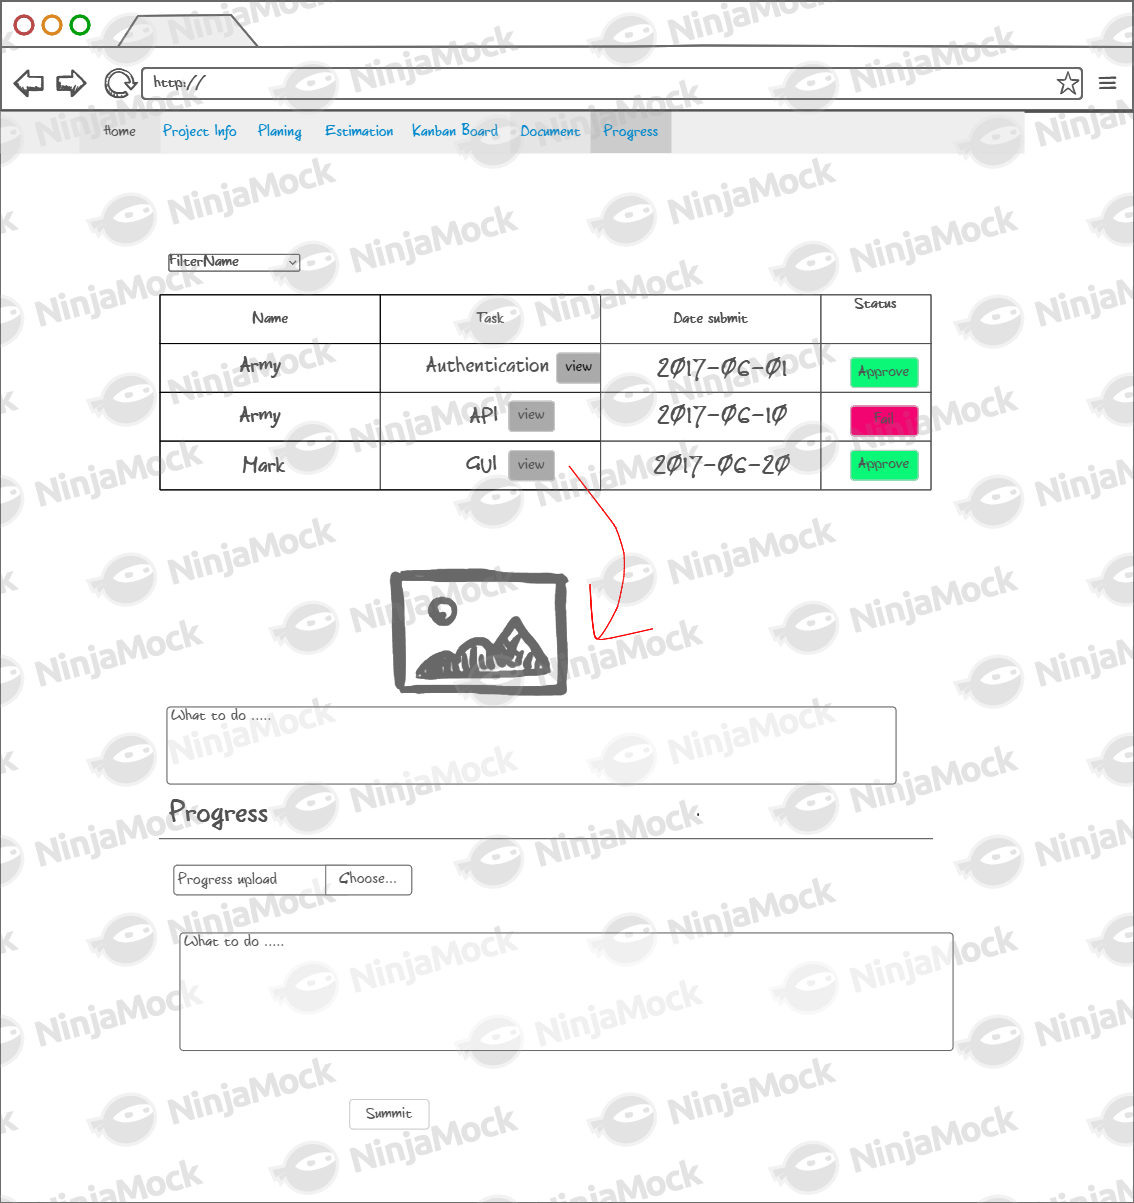 http://
Home Project Info Planing Estimation Kanban Board Document Progress
FilterName
Name Task Date submit Status
Army Authentication view 2017-06-01 Approve
Army API view 2017-06-10 Fail
Mark GUI view 2017-06-20 Approve
What to do .....
Progress
Progress upload Choose...
What to do .....
Summit
NinjaMock